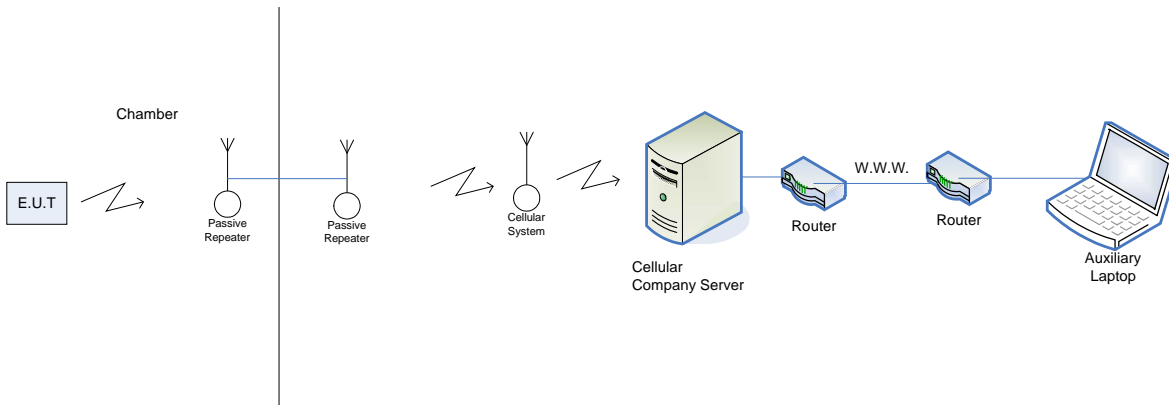 Chamber
E.U.T
Passive
Repeater
Passive
Repeater
Cellular
System
Cellular
Company Server
Router
W.W.W.
Router
Auxiliary
Laptop